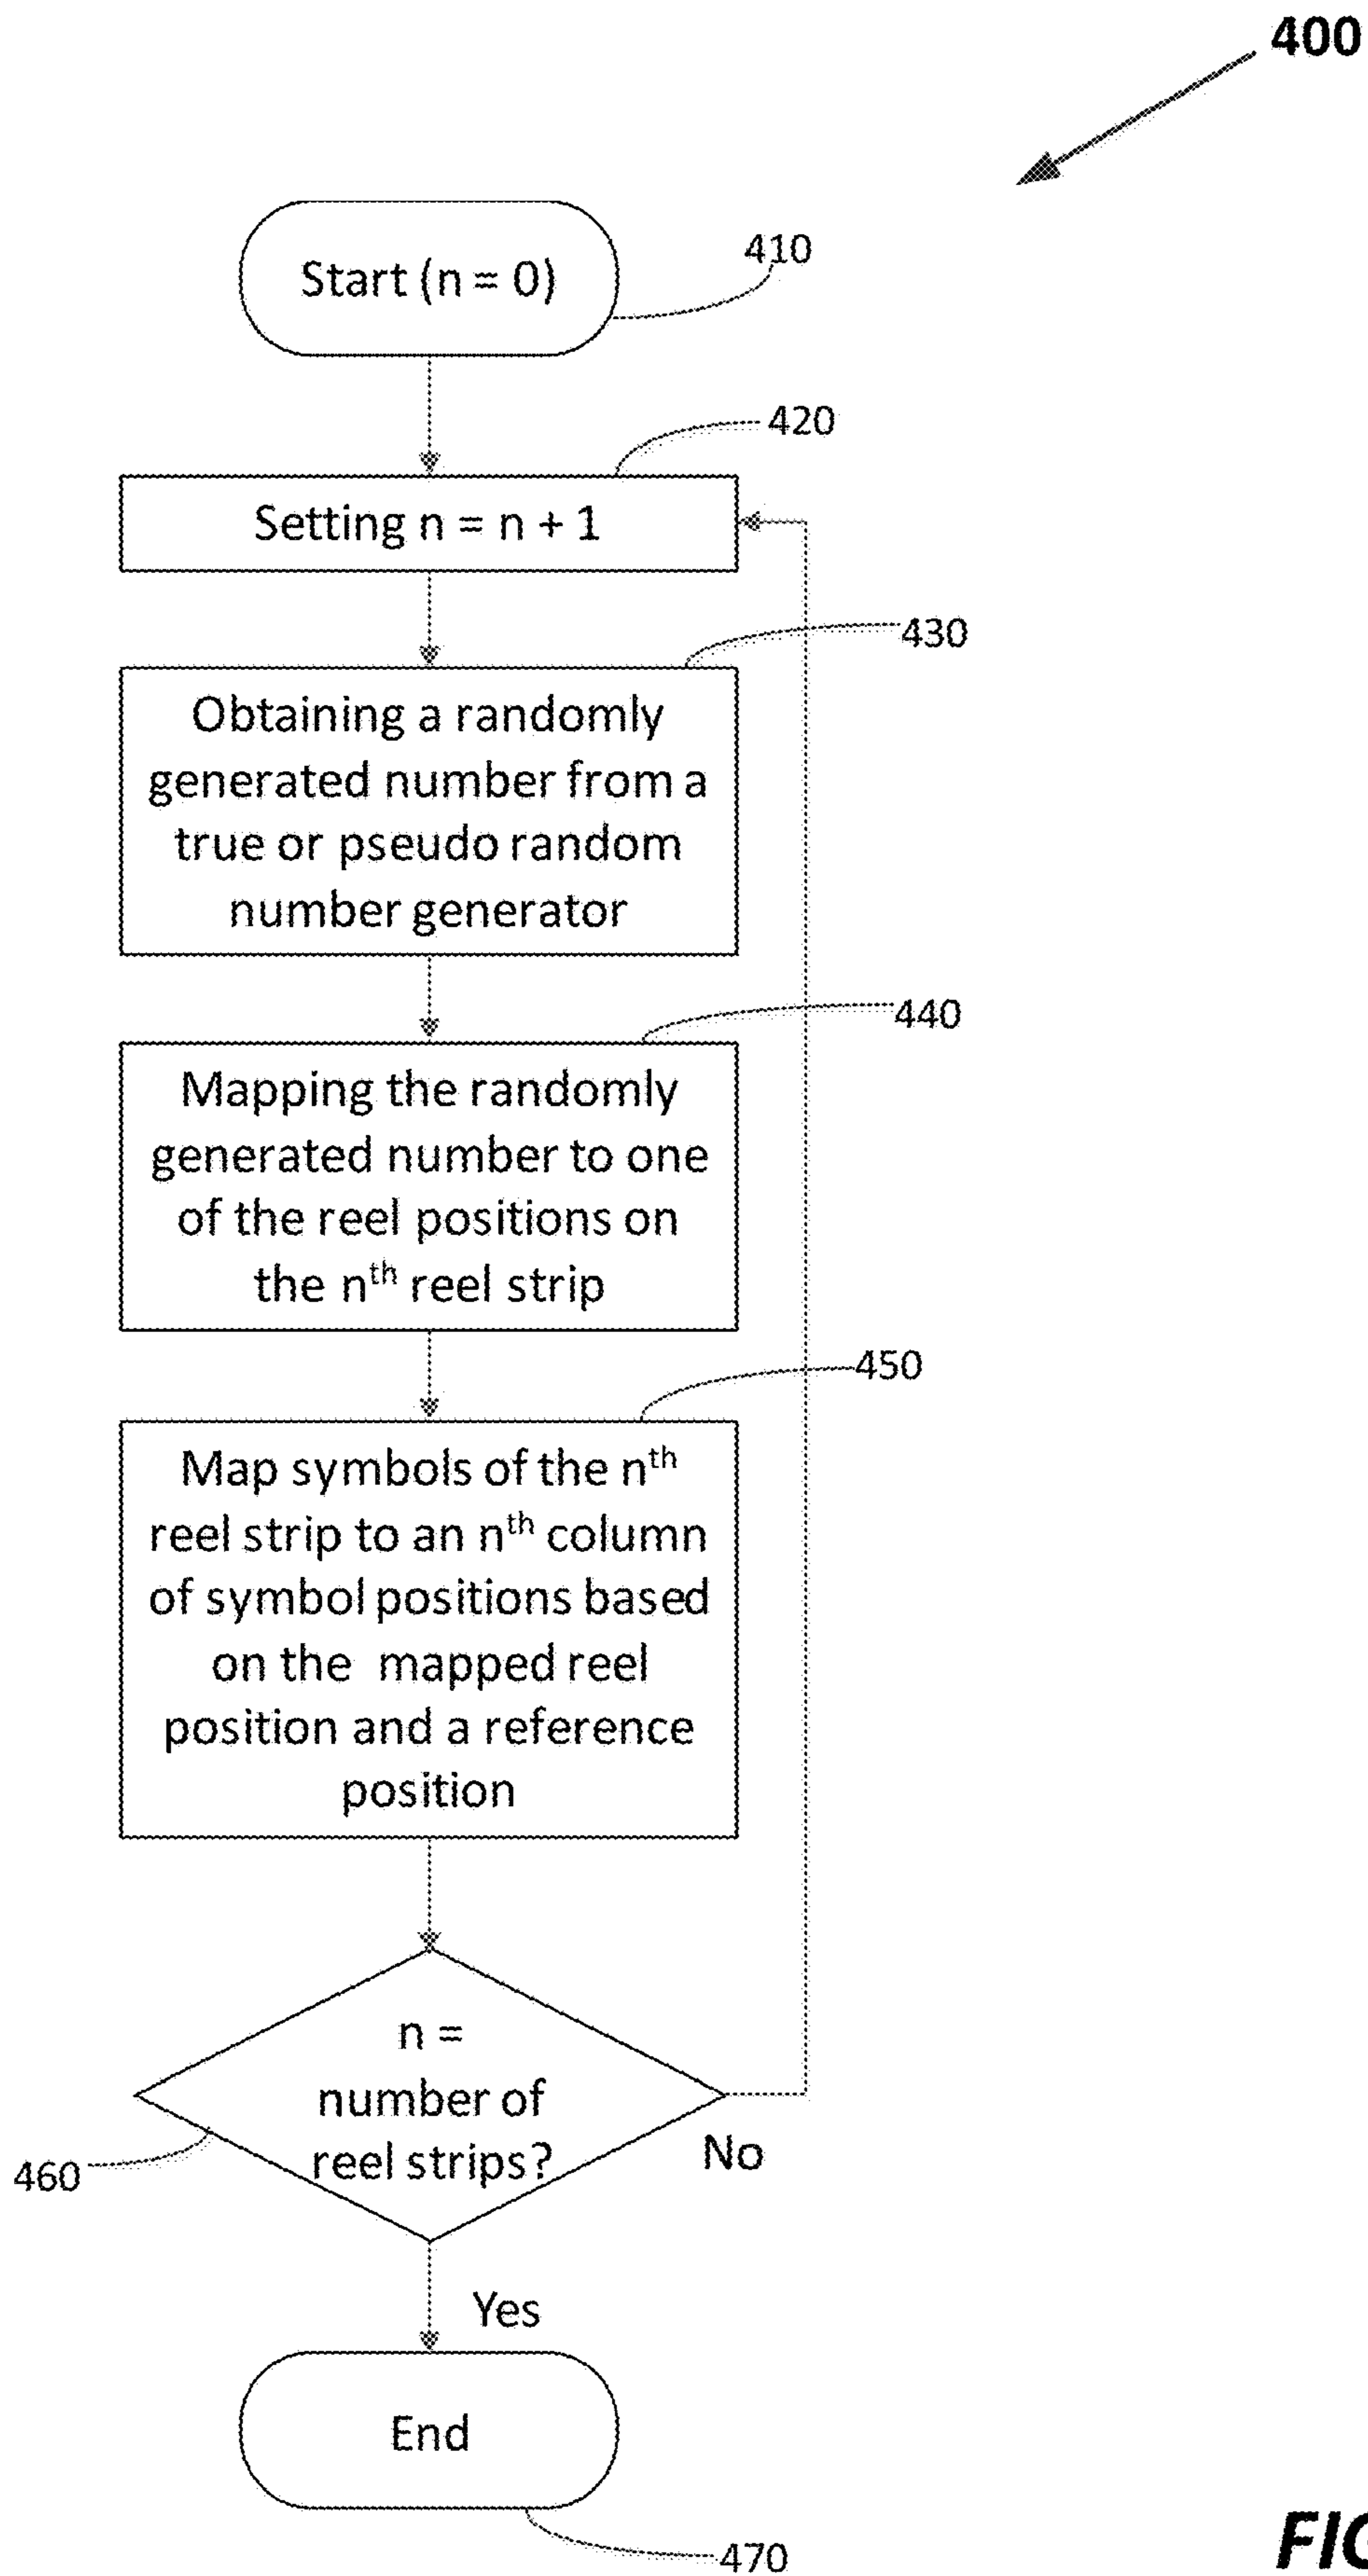 400
Start (n = 0)
410
420
Setting n = n + 1
430
Obtaining a randomly
generated number from a
true or pseudo random
number generator
440
Mapping the randomly
generated number to one
of the reel positions on
the nth reel strip
450
Map symbols of the nth
reel strip to an nth column
of symbol positions based
on the mapped reel
position and a reference
position
n =
number of
reel strips?
No
460
Yes
End
470